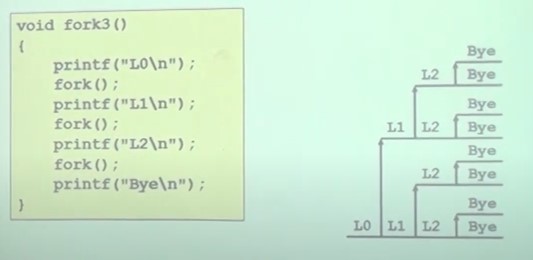 void fork3()
{
printf("L0\n");
fork();
printf("L1\n");
fork();
printf("L2\n");
fork();
printf("Bye\n");
}
Bye
L2 Bye
Bye
L1 L2 Bye
Bye
L2 Bye
Bye
L0 L1 L2 Bye